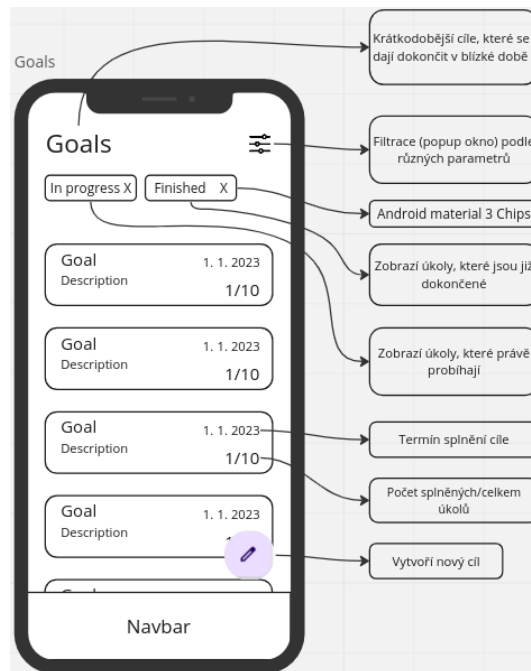 Goals
Krátkodobější cíle, které se
dají dokončit v blízké době
Goals
Filtrace (popup okno) podle
různých parametrů
In progress X
Finished X
Android material 3 Chips
Goal
1. 1. 2023
Description
1/10
Zobrazí úkoly, které jsou již
dokončené
Goal
1. 1. 2023
Description
1/10
Zobrazí úkoly, které právě
probíhají
Goal
1. 1. 2023
Description
1/10
Termín splnění cíle
Počet splněných/celkem
úkolů
Goal
1. 1. 2023
Description
Vytvoří nový cíl
Navbar